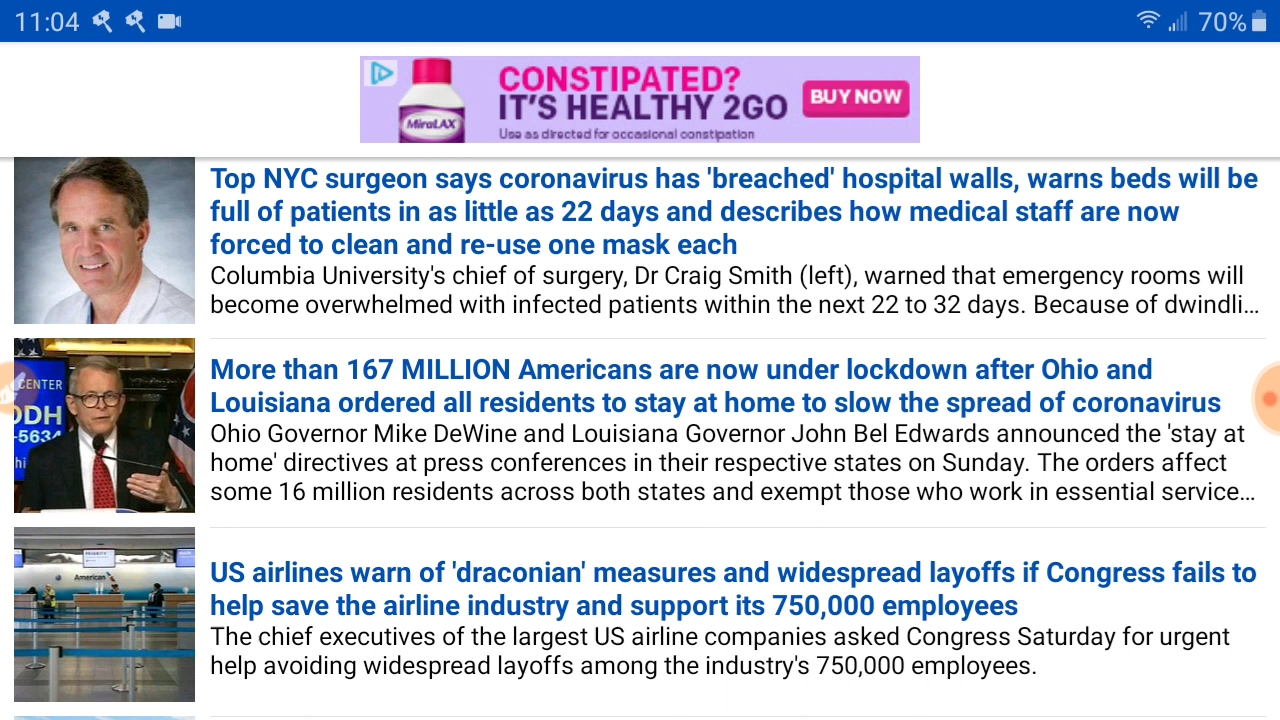 11:04
70%
CONSTIPATED?
IT'S HEALTHY 2GO
BUY NOW
MiraLAX
Use as directed for occasional constipation
Top NYC surgeon says coronavirus has 'breached' hospital walls, warns beds will be
full of patients in as little as 22 days and describes how medical staff are now
forced to clean and re-use one mask each
Columbia University's chief of surgery, Dr Craig Smith (left), warned that emergency rooms will
become overwhelmed with infected patients within the next 22 to 32 days. Because of dwindli...
CENTER
DDH
-5634
More than 167 MILLION Americans are now under lockdown after Ohio and
Louisiana ordered all residents to stay at home to slow the spread of coronavirus
Ohio Governor Mike DeWine and Louisiana Governor John Bel Edwards announced the 'stay at
home' directives at press conferences in their respective states on Sunday. The orders affect
some 16 million residents across both states and exempt those who work in essential service...
American
US airlines warn of 'draconian' measures and widespread layoffs if Congress fails to
help save the airline industry and support its 750,000 employees
The chief executives of the largest US airline companies asked Congress Saturday for urgent
help avoiding widespread layoffs among the industry's 750,000 employees.